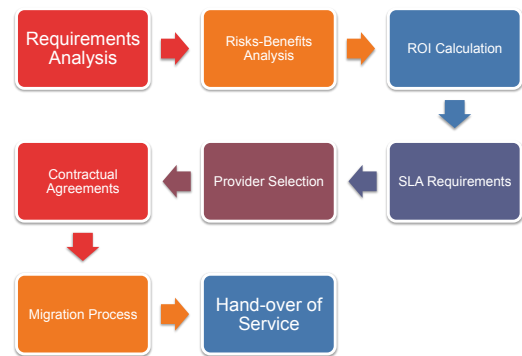 Requirements
Analysis
Risks-Benefits
Analysis
ROI Calculation
SLA Requirements
Provider Selection
Contractual
Agreements
Migration Process
Hand-over of
Service